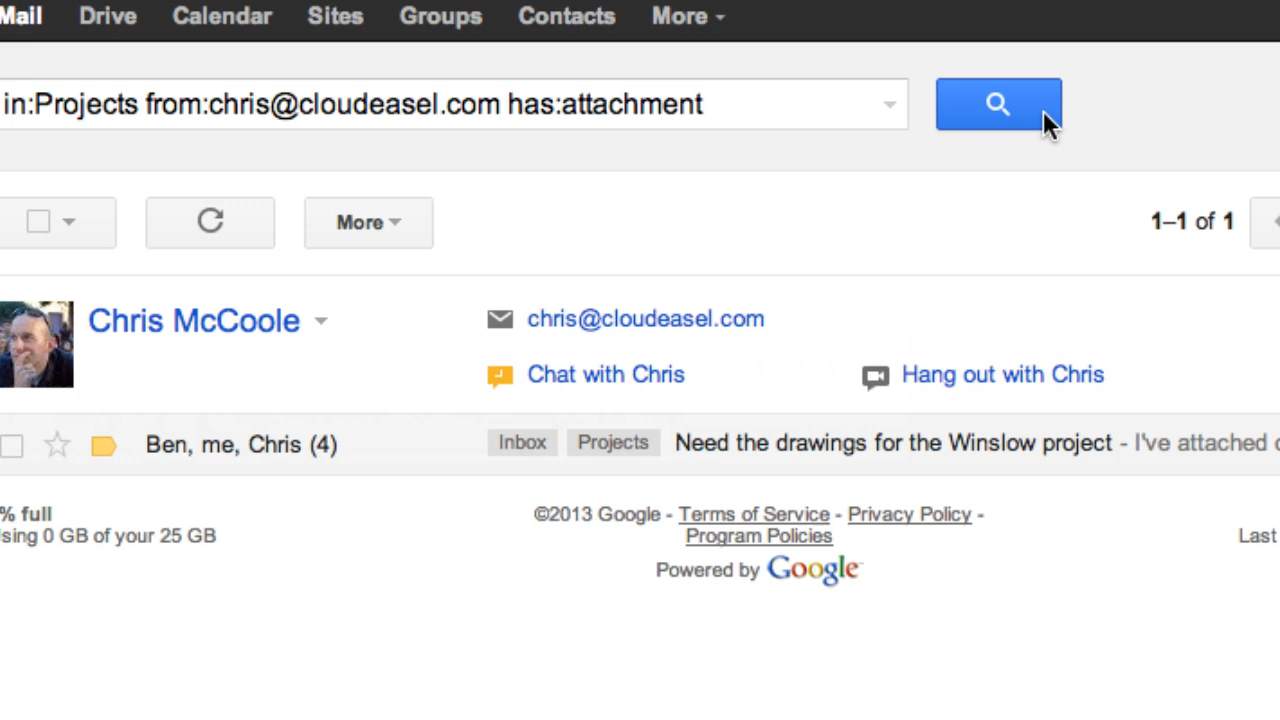 Mail Drive Calendar Sites Groups Contacts More
in:Projects from:chris@cloudeasel.com has:attachment
More 1–1 of 1
Chris McCoole chris@cloudeasel.com
Chat with Chris Hang out with Chris
Ben, me, Chris (4) Inbox Projects Need the drawings for the Winslow project - I've attached
% full ©2013 Google - Terms of Service - Privacy Policy -
sing 0 GB of your 25 GB Program Policies Last
Powered by Google